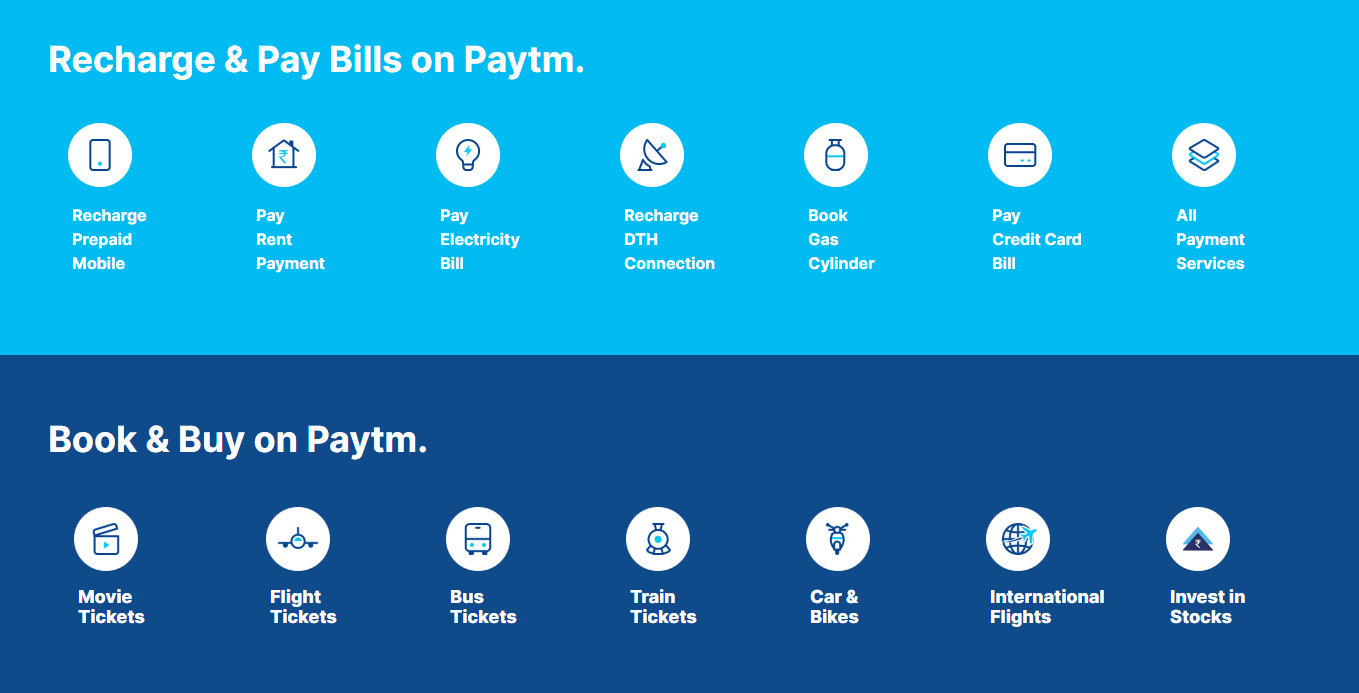 Recharge & Pay Bills on Paytm.
Recharge
Prepaid
Mobile
Pay
Rent
Payment
Pay
Electricity
Bill
Recharge
DTH
Connection
Book
Gas
Cylinder
Pay
Credit Card
Bill
All
Payment
Services
Book & Buy on Paytm.
Movie
Tickets
Flight
Tickets
Bus
Tickets
Train
Tickets
Car &
Bikes
International
Flights
Invest in
Stocks